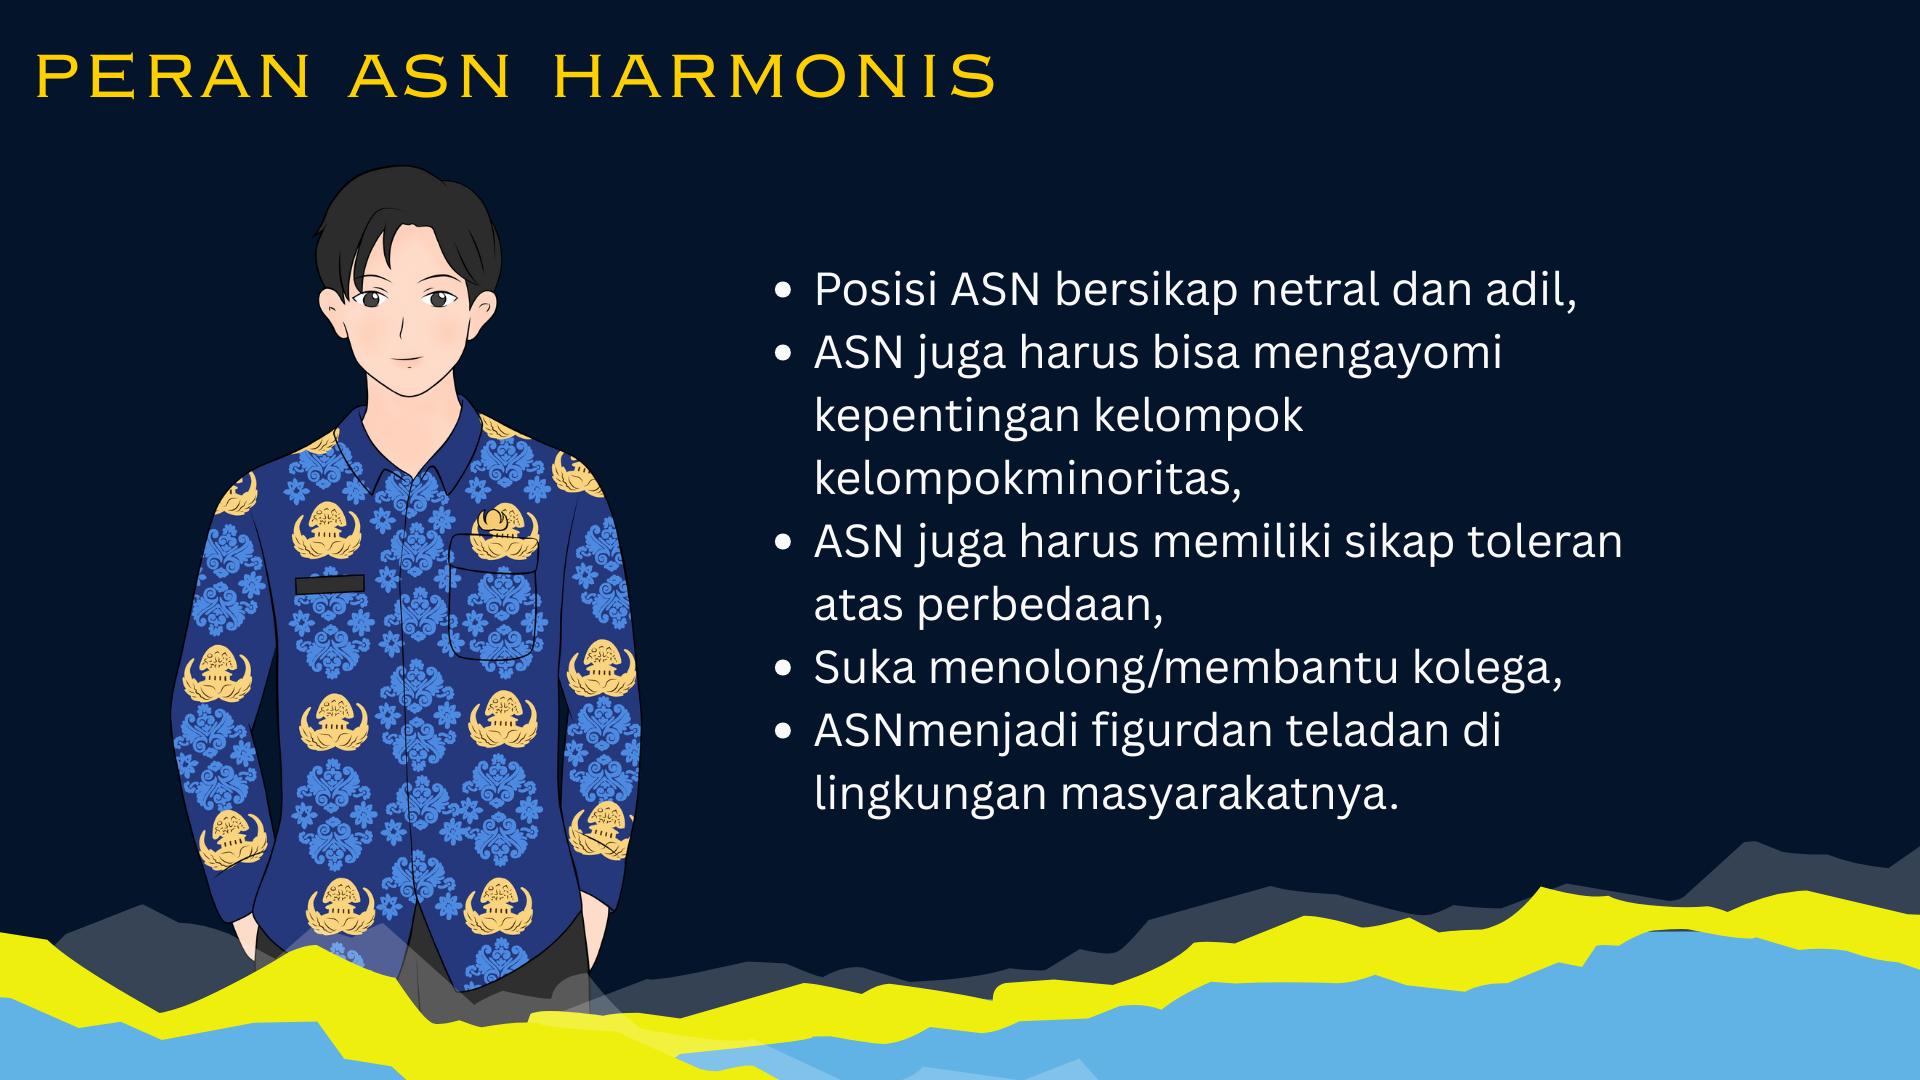 PERAN ASN HARMONIS
• Posisi ASN bersikap netral dan adil,
• ASN juga harus bisa mengayomi
kepentingan kelompok
kelompokminoritas,
• ASN juga harus memiliki sikap toleran
atas perbedaan,
• Suka menolong/membantu kolega,
• ASNmenjadi figurdan teladan di
lingkungan masyarakatnya.